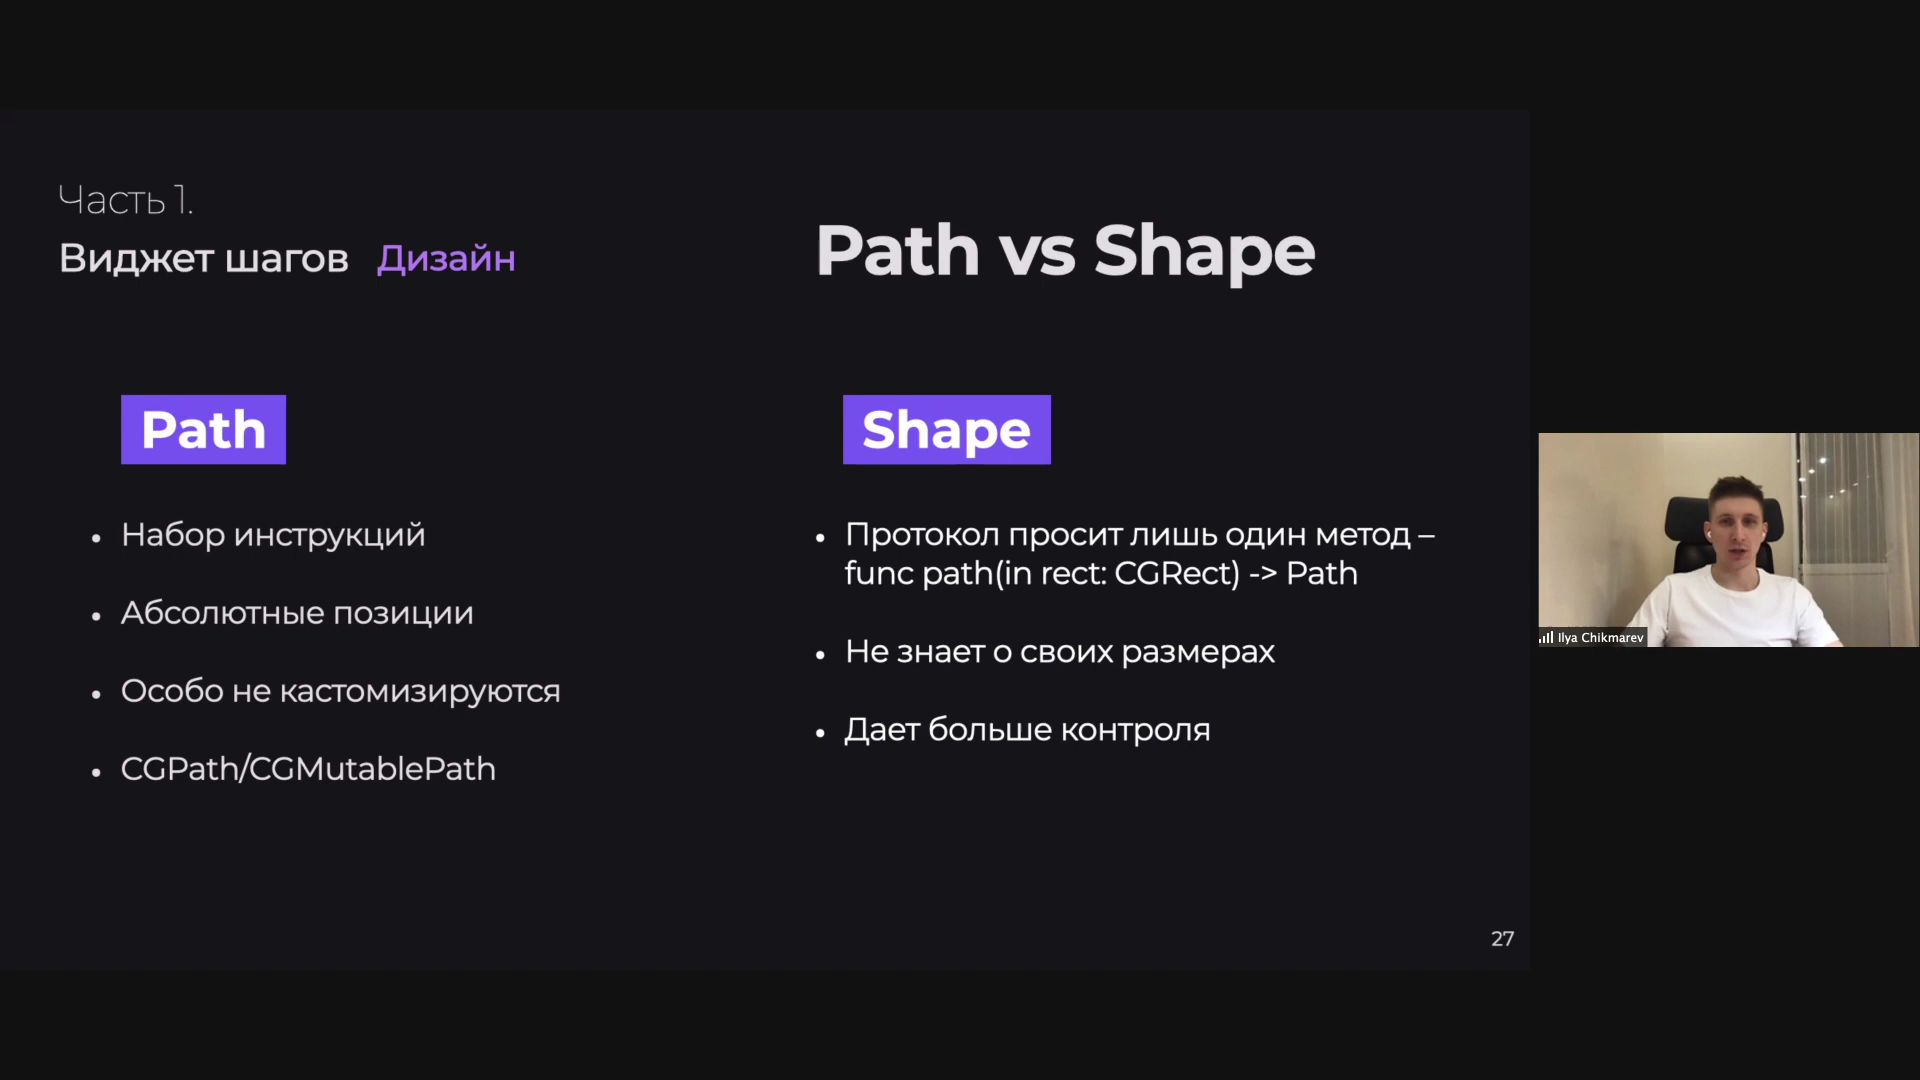 Часть 1.
Виджет шагов Дизайн
Path vs Shape
Path
• Набор инструкций
• Абсолютные позиции
• Особо не кастомизируются
• CGPath/CGMutablePath
Shape
• Протокол просит лишь один метод –
func path(in rect: CGRect) -> Path
• Не знает о своих размерах
• Дает больше контроля
27
Ilya Chikmarev